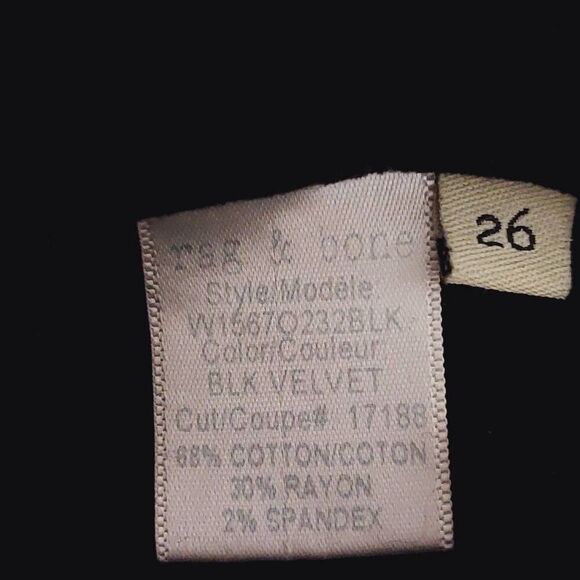 rag & bone
Style/Modèle:
W1567O232BLK
Color/Couleur
BLK VELVET
Cut/Coupe# 17188
68% COTTON/COTON
30% RAYON
2% SPANDEX
26